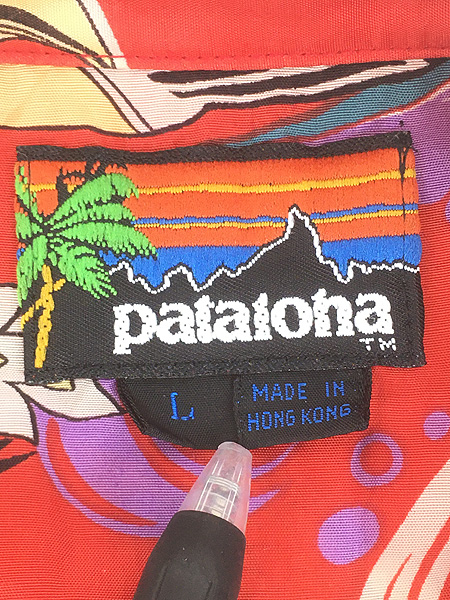 pataloha
TM
L
MADE IN
HONG KONG